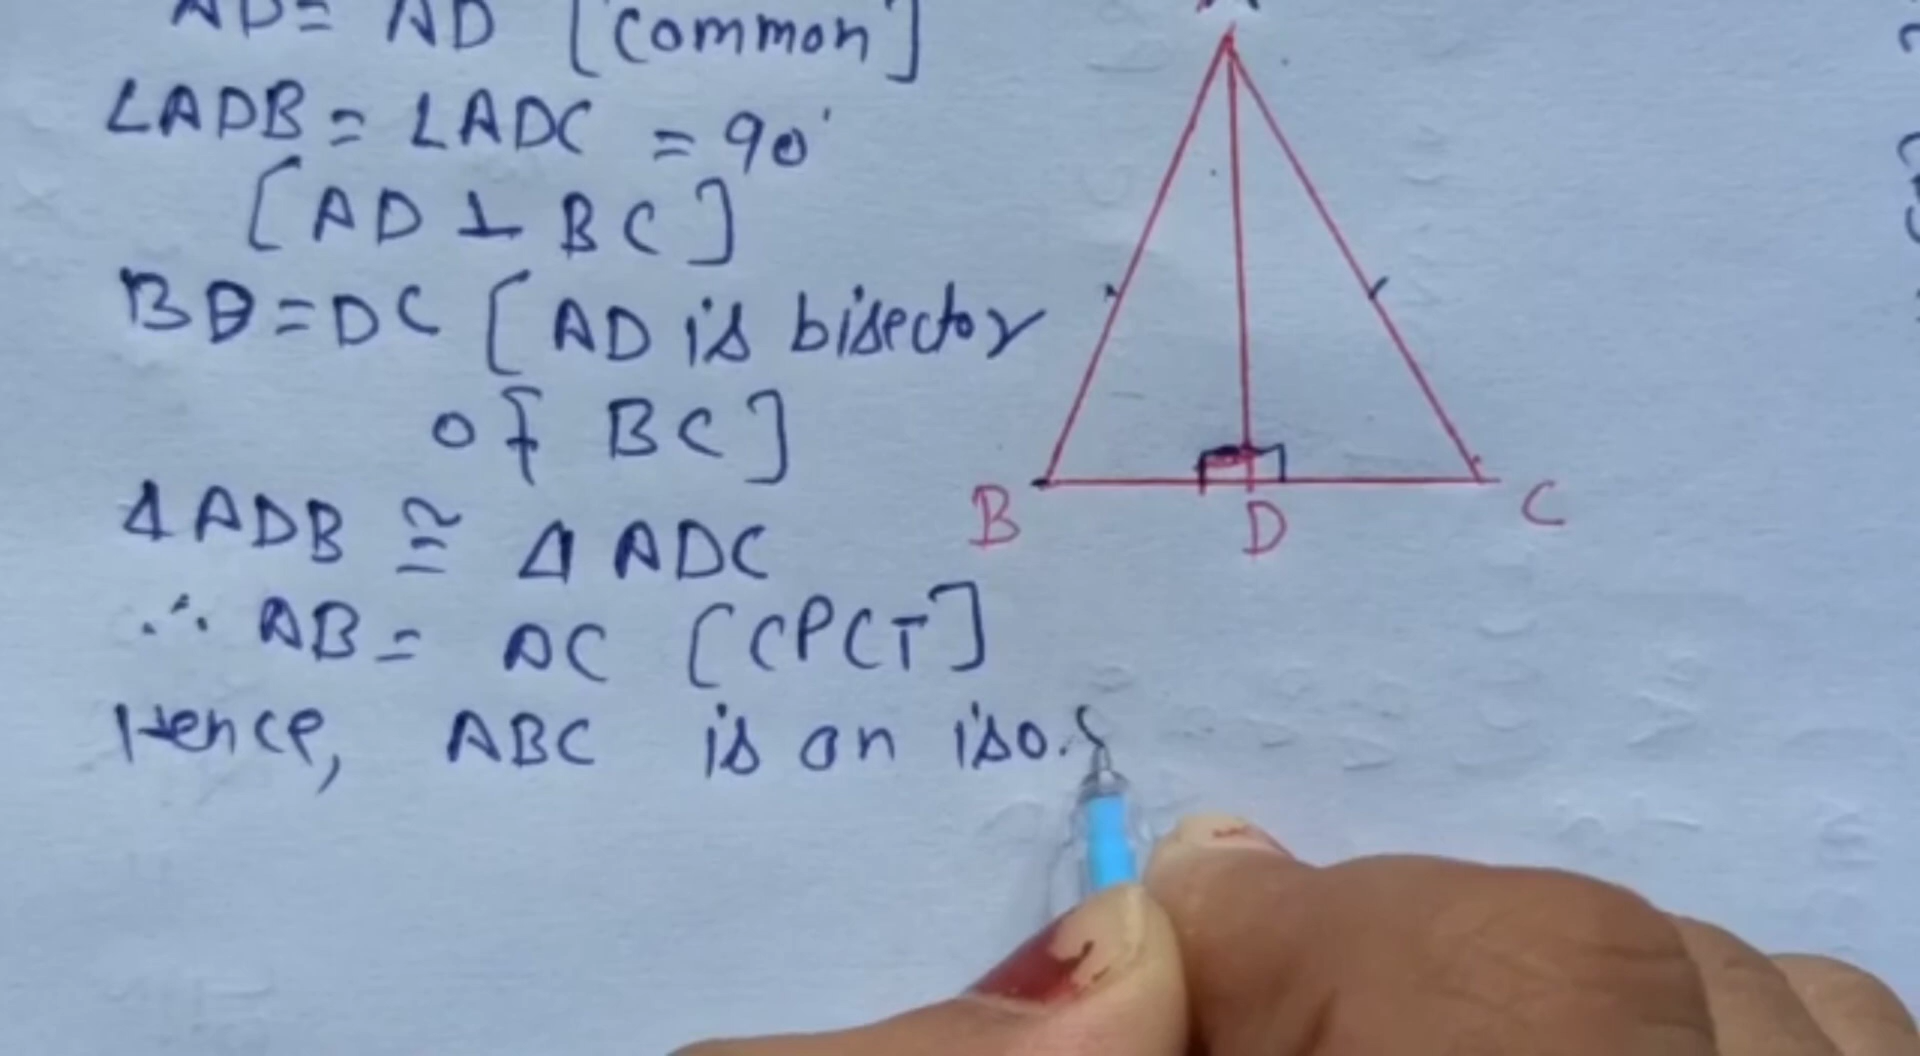 AD = AD [common]
∠ADB = ∠ADC = 90°
[AD ⊥ BC]
BD = DC [AD is bisector
of BC]
Δ ADB ≅ Δ ADC
∴ AB = AC [CPCT]
Hence, ABC is an isos
A
B
D
C